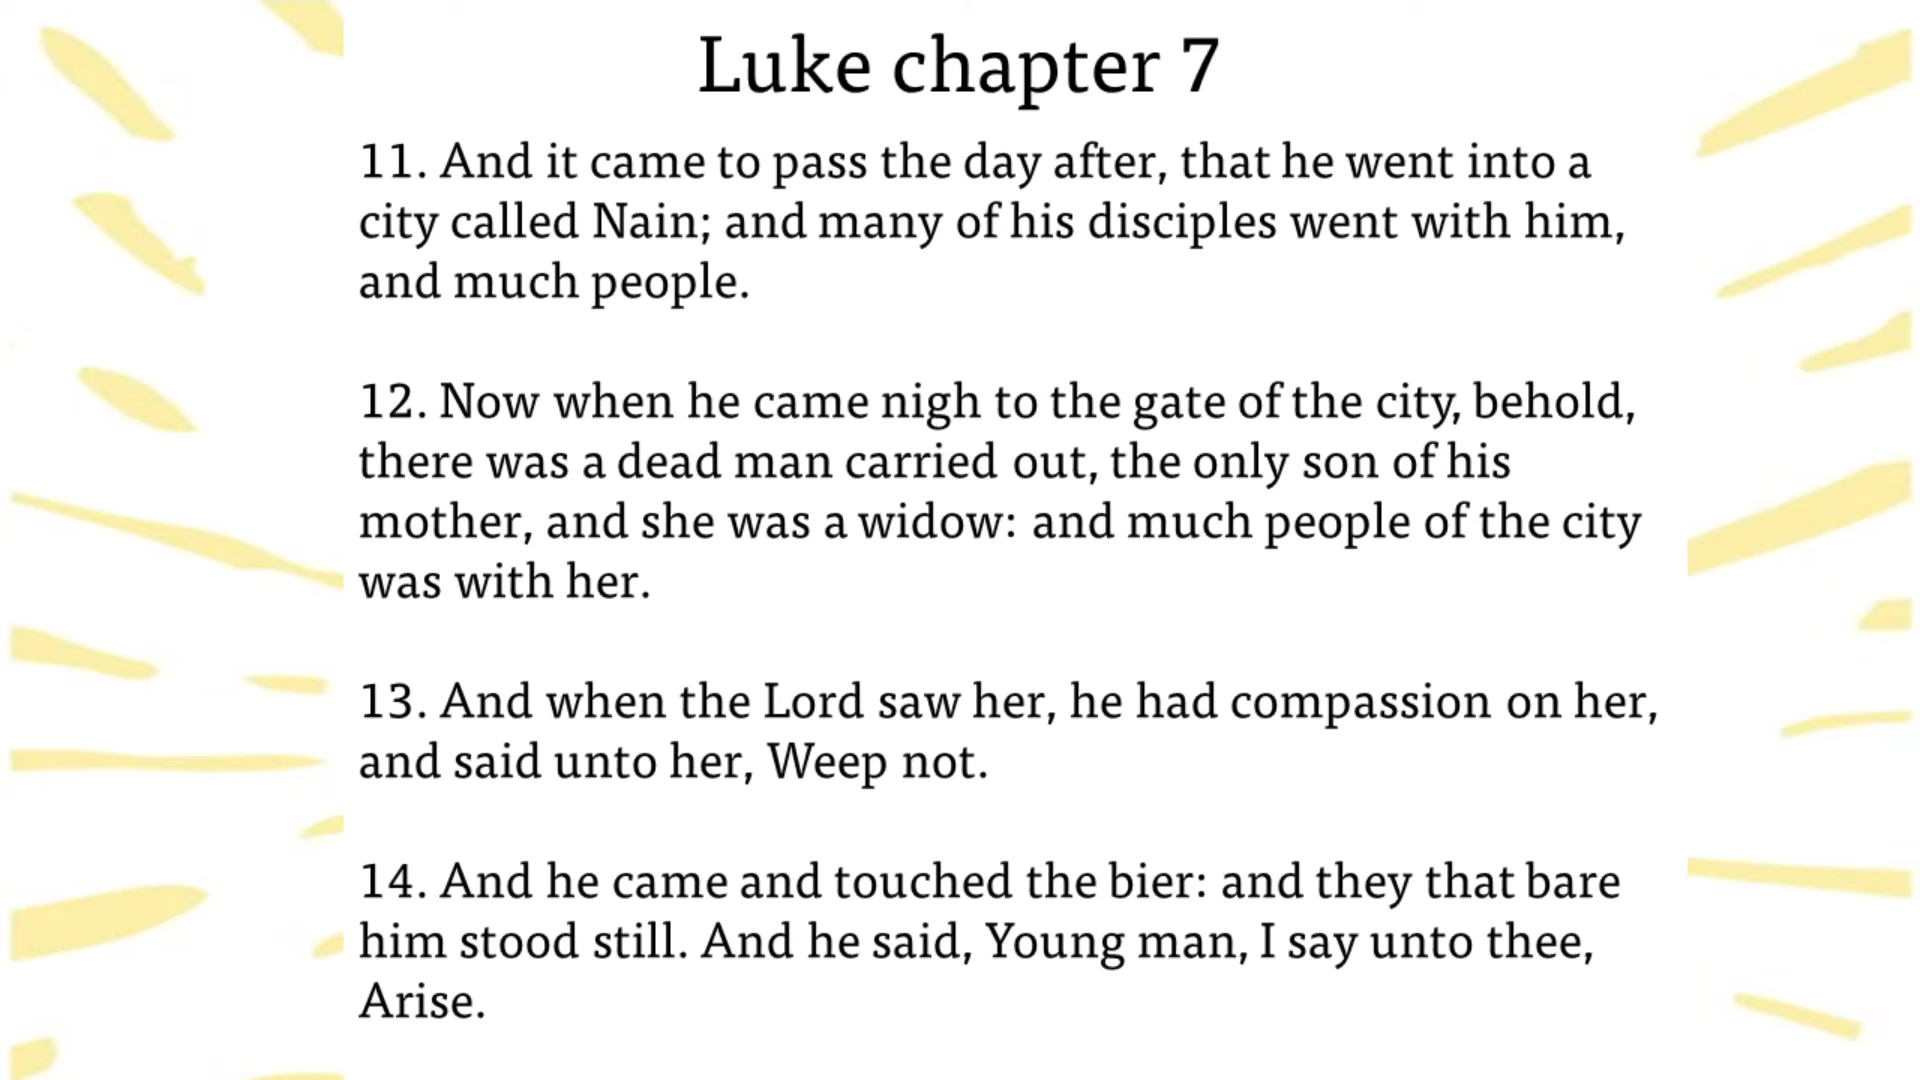 Luke chapter 7
11. And it came to pass the day after, that he went into a
city called Nain; and many of his disciples went with him,
and much people.
12. Now when he came nigh to the gate of the city, behold,
there was a dead man carried out, the only son of his
mother, and she was a widow: and much people of the city
was with her.
13. And when the Lord saw her, he had compassion on her,
and said unto her, Weep not.
14. And he came and touched the bier: and they that bare
him stood still. And he said, Young man, I say unto thee,
Arise.